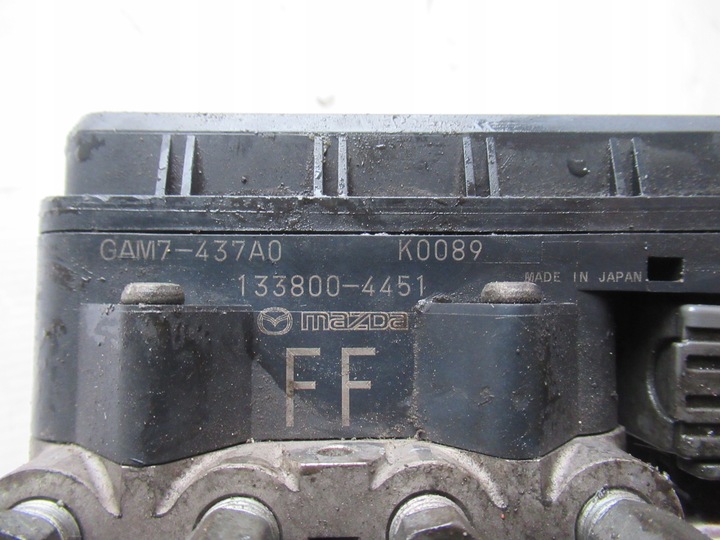 GAM7-437A0 K0089
133800-4451 MADE IN JAPAN
mazda
FF